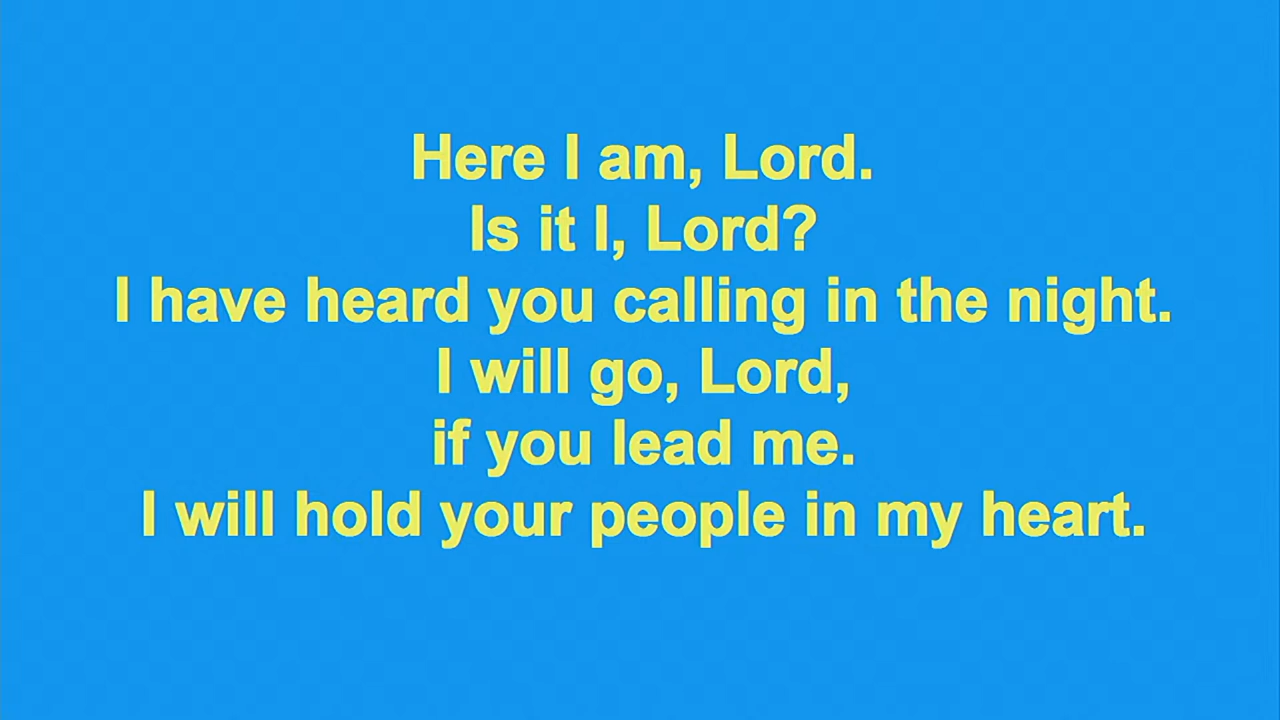 Here I am, Lord.
Is it I, Lord?
I have heard you calling in the night.
I will go, Lord,
if you lead me.
I will hold your people in my heart.